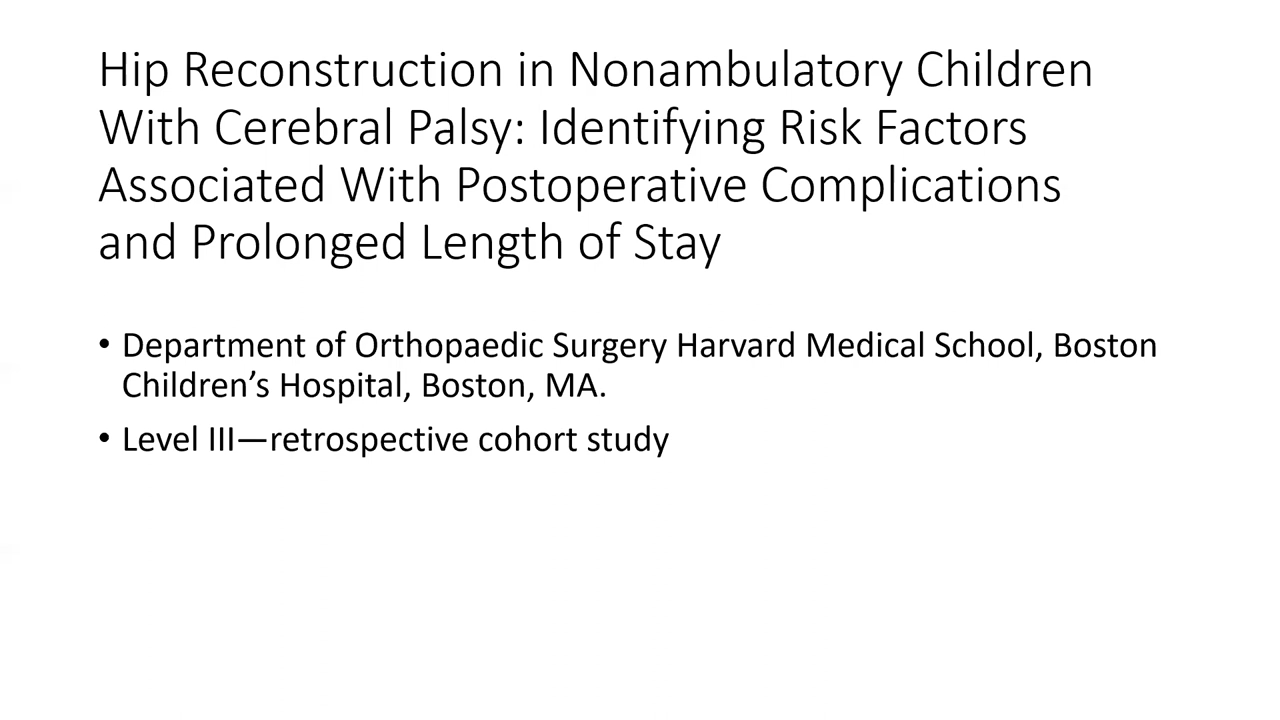 Hip Reconstruction in Nonambulatory Children
With Cerebral Palsy: Identifying Risk Factors
Associated With Postoperative Complications
and Prolonged Length of Stay
• Department of Orthopaedic Surgery Harvard Medical School, Boston
Children’s Hospital, Boston, MA.
• Level III—retrospective cohort study